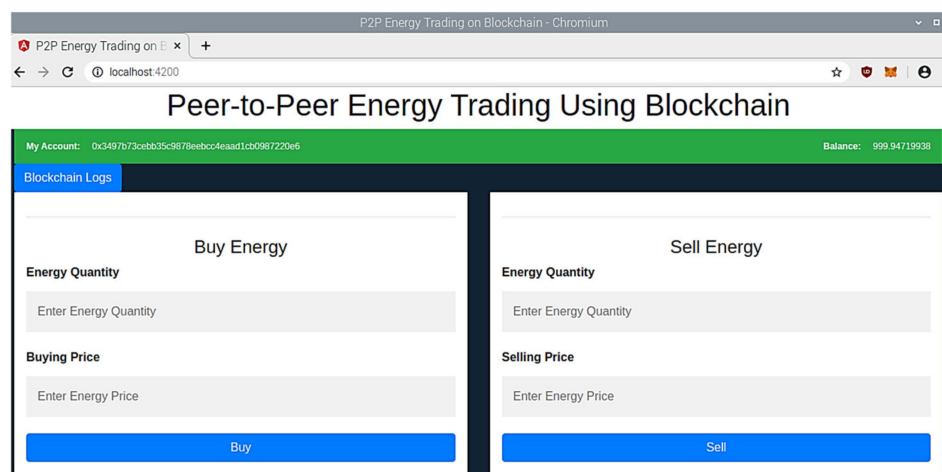 P2P Energy Trading on Blockchain - Chromium
P2P Energy Trading on B
localhost:4200
Peer-to-Peer Energy Trading Using Blockchain
My Account: 0x3497b73cebb35c9878eebcc4eaad1cb0987220e6 Balance: 999.94719938
Blockchain Logs
Buy Energy
Energy Quantity
Enter Energy Quantity
Buying Price
Enter Energy Price
Buy
Sell Energy
Energy Quantity
Enter Energy Quantity
Selling Price
Enter Energy Price
Sell